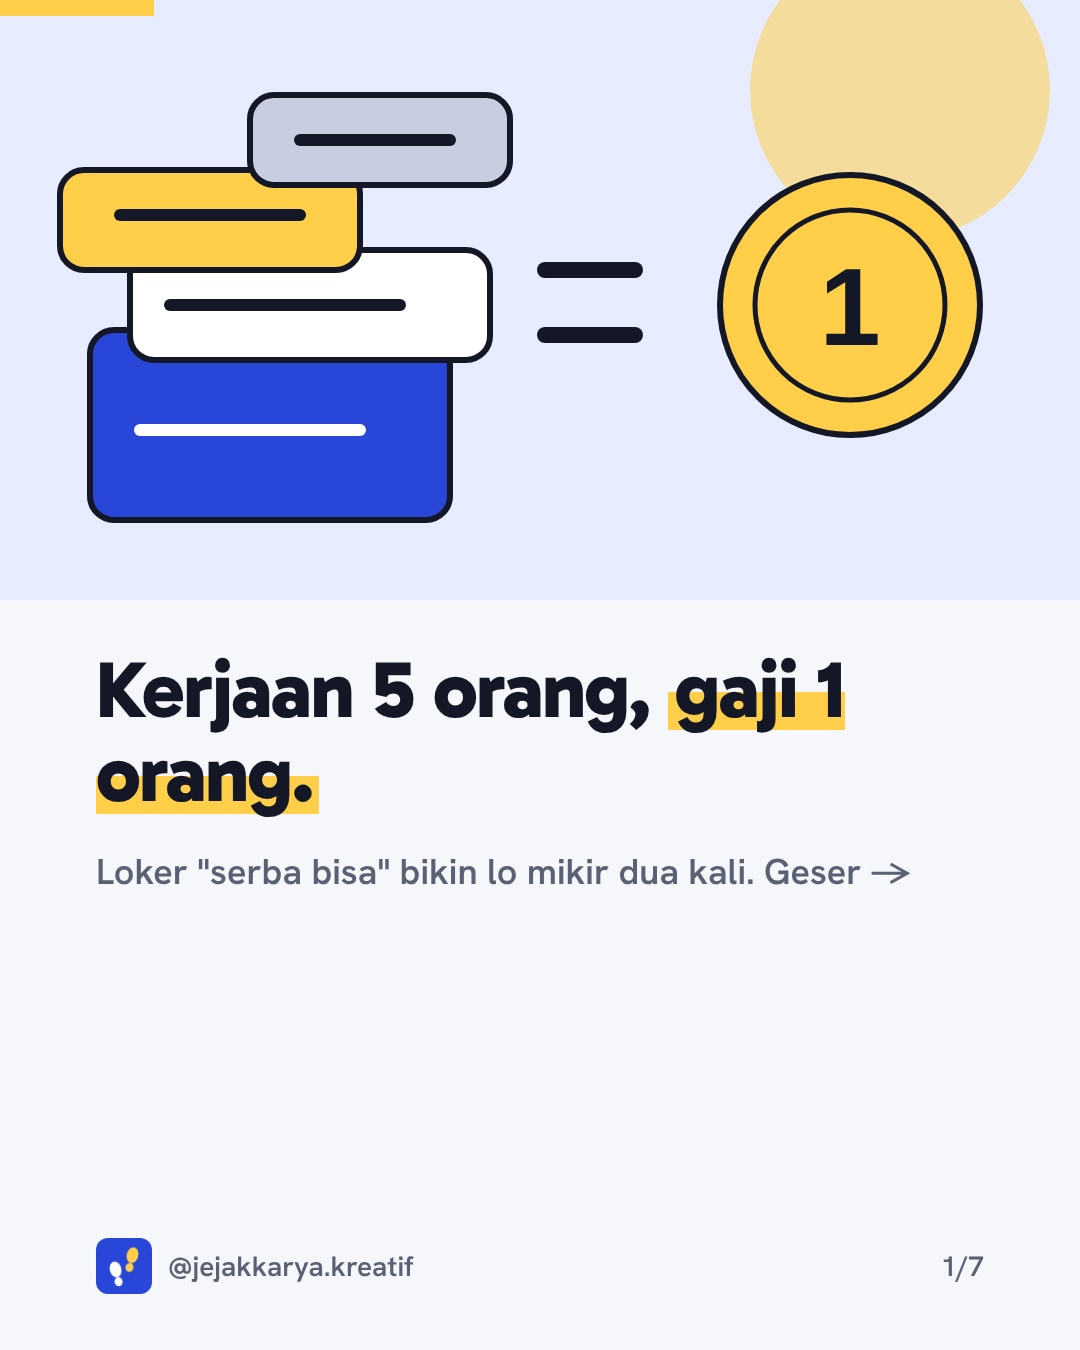 1
Kerjaan 5 orang, gaji 1
orang.
Loker "serba bisa" bikin lo mikir dua kali. Geser →
@jejakkarya.kreatif
1/7